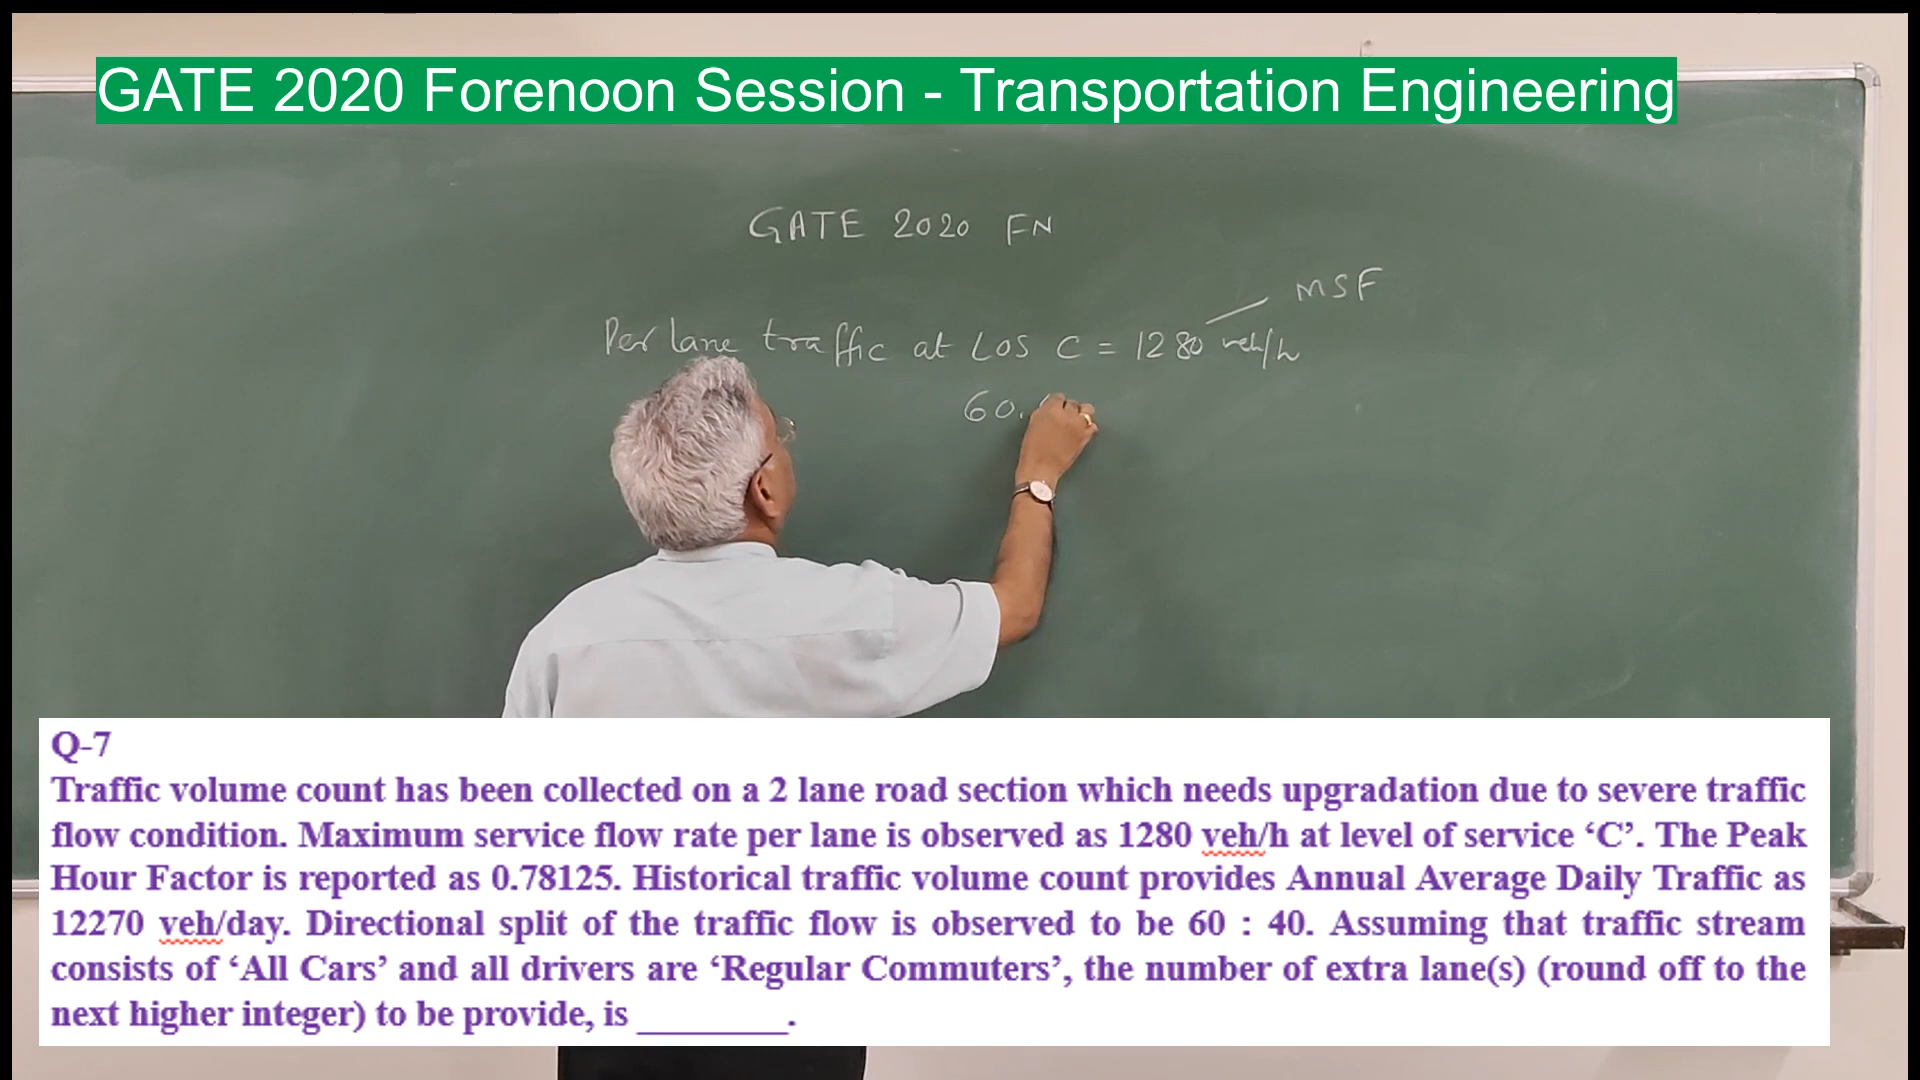 GATE 2020 Forenoon Session - Transportation Engineering
GATE 2020 FN
MSF
Per lane traffic at LOS C = 1280 veh/h
60.
Q-7
Traffic volume count has been collected on a 2 lane road section which needs upgradation due to severe traffic
flow condition. Maximum service flow rate per lane is observed as 1280 veh/h at level of service ‘C’. The Peak
Hour Factor is reported as 0.78125. Historical traffic volume count provides Annual Average Daily Traffic as
12270 veh/day. Directional split of the traffic flow is observed to be 60 : 40. Assuming that traffic stream
consists of ‘All Cars’ and all drivers are ‘Regular Commuters’, the number of extra lane(s) (round off to the
next higher integer) to be provide, is ________.